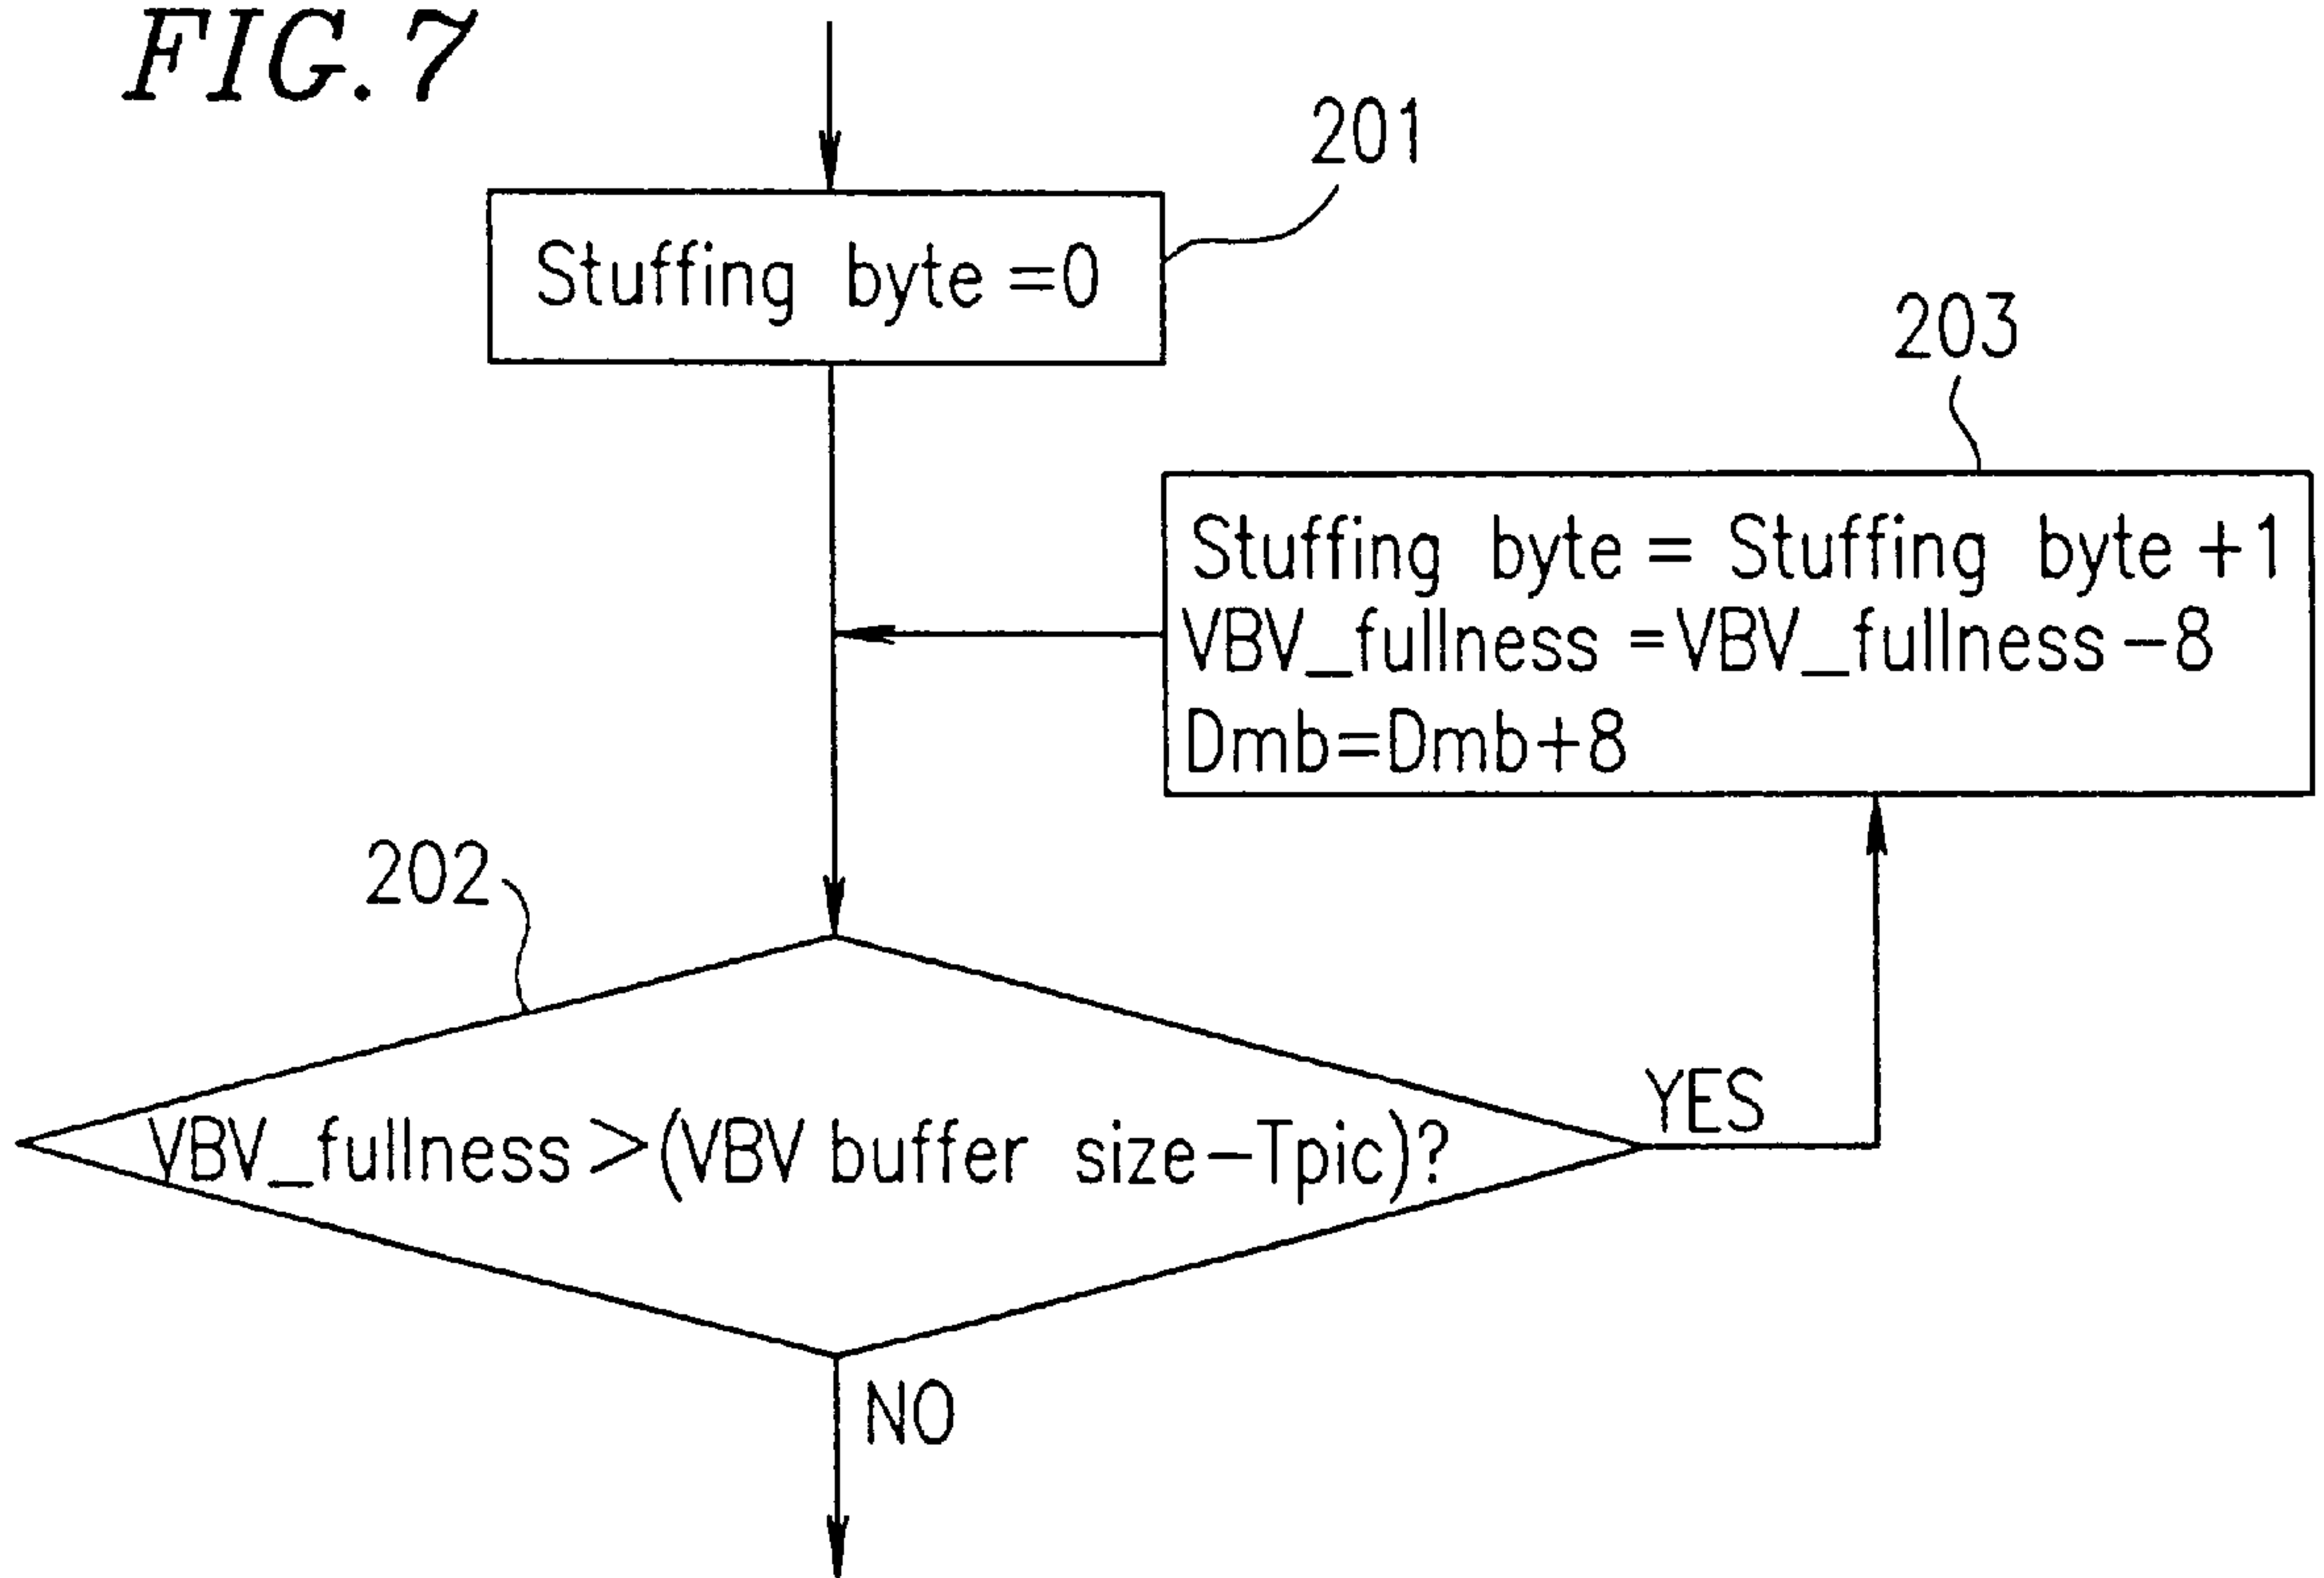 FIG. 7
201
Stuffing byte =0
203
Stuffing byte = Stuffing byte +1
VBV_fullness =VBV_fullness -8
Dmb=Dmb+8
202
VBV_fullness >(VBV buffer size-Tpic)?
YES
NO